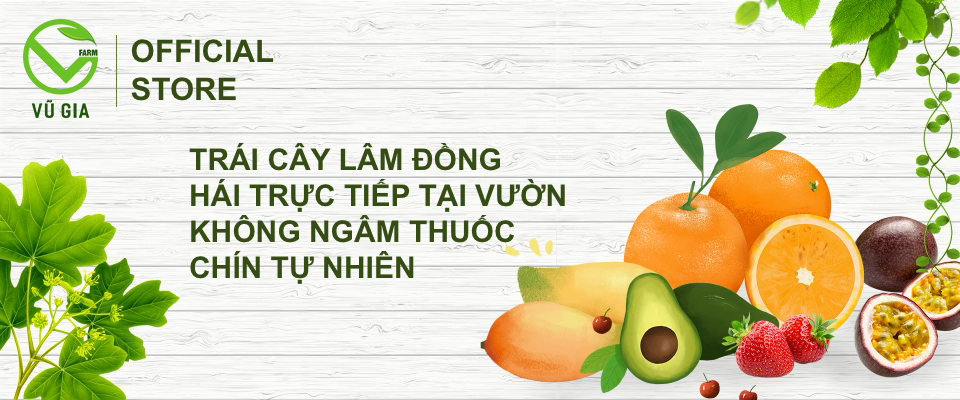 FARM
VŨ GIA
OFFICIAL
STORE
TRÁI CÂY LÂM ĐỒNG
HÁI TRỰC TIẾP TẠI VƯỜN
KHÔNG NGÂM THUỐC
CHÍN TỰ NHIÊN